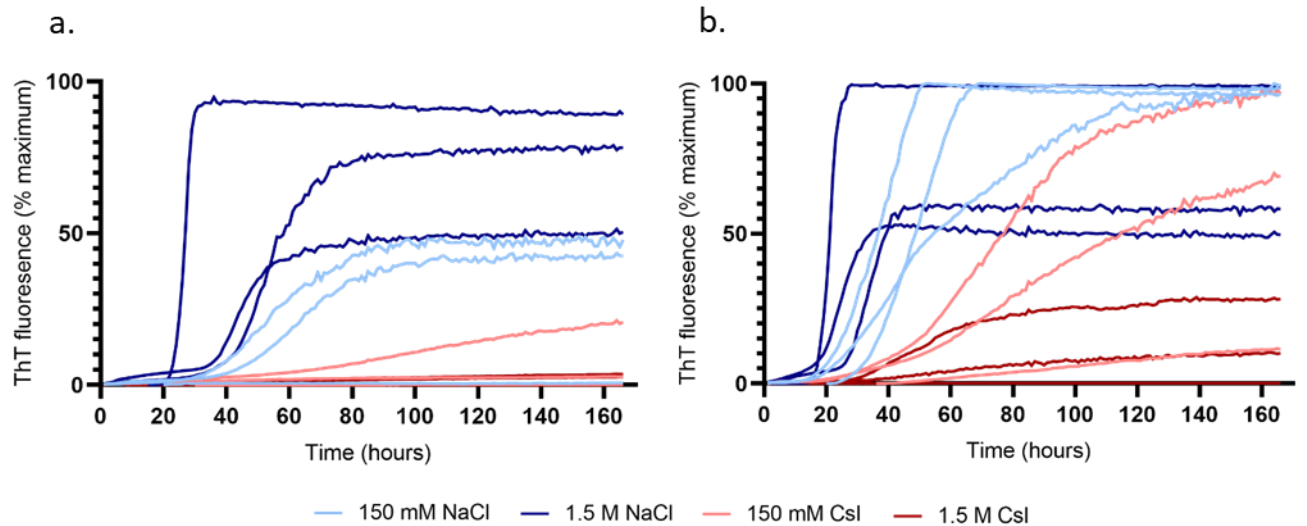 a.
b.
ThT fluoresence (% maximum)
100
50
0
0 20 40 60 80 100 120 140 160
Time (hours)
ThT fluoresence (% maximum)
100
50
0
0 20 40 60 80 100 120 140 160
Time (hours)
150 mM NaCl 1.5 M NaCl 150 mM CsI 1.5 M CsI